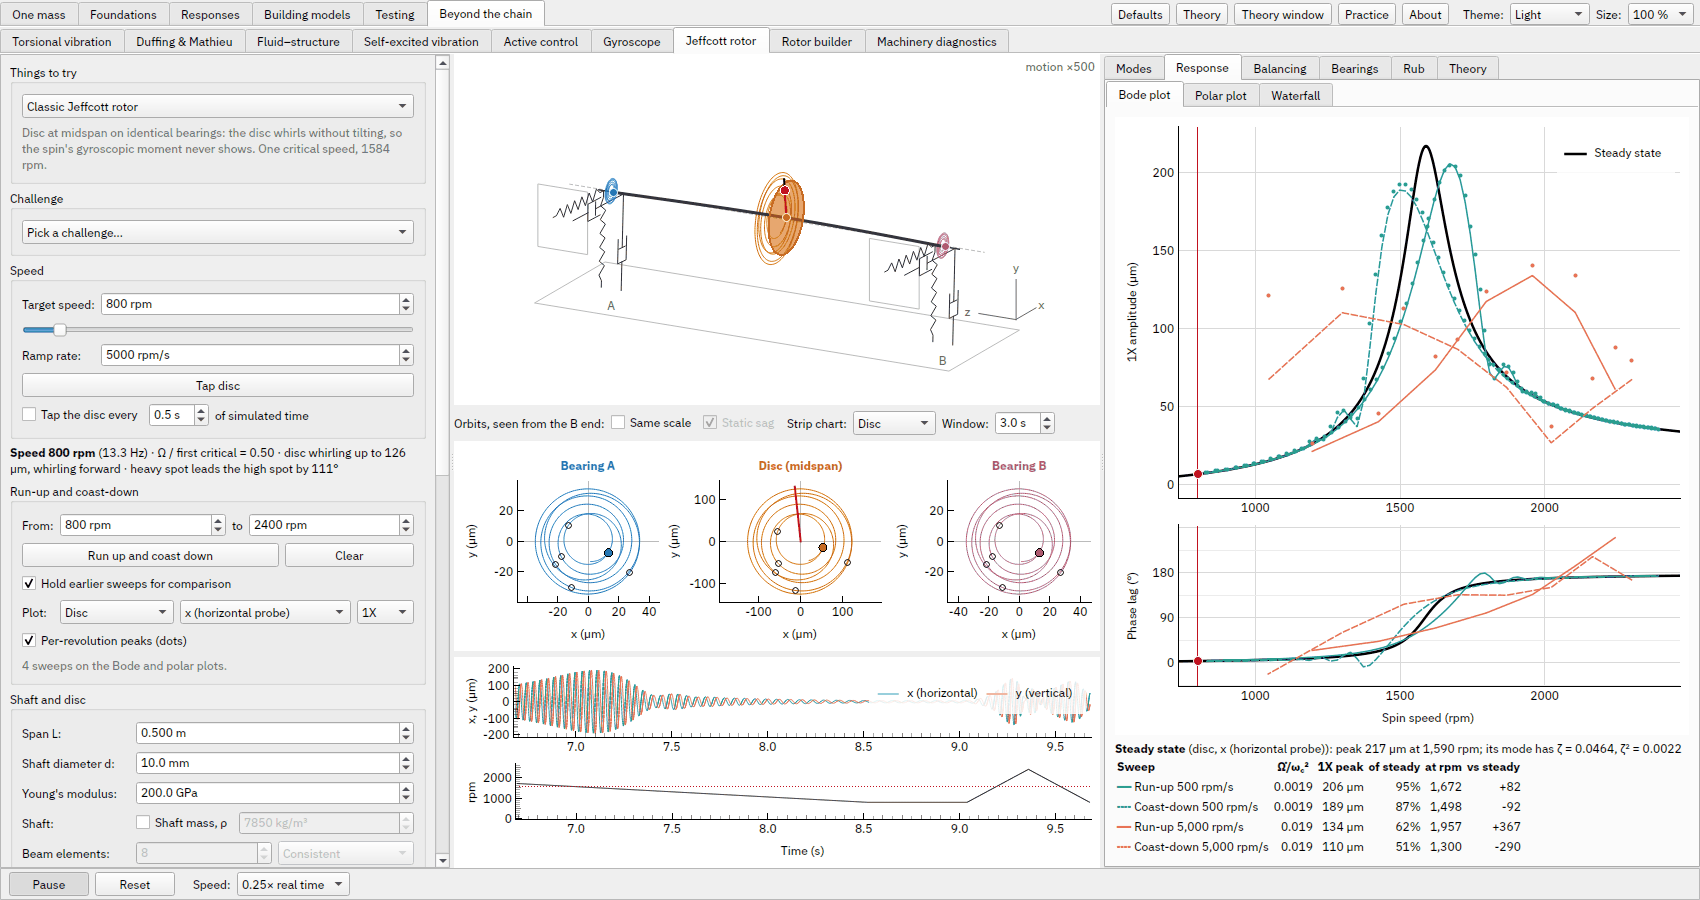 One mass Foundations Responses Building models Testing Beyond the chain Defaults Theory Theory window Practice About Theme: Light Size: 100 %
Torsional vibration Duffing & Mathieu Fluid–structure Self-excited vibration Active control Gyroscope Jeffcott rotor Rotor builder Machinery diagnostics
Things to try
Classic Jeffcott rotor
Disc at midspan on identical bearings: the disc whirls without tilting, so
the spin's gyroscopic moment never shows. One critical speed, 1584
rpm.
Challenge
Pick a challenge...
Speed
Target speed: 800 rpm
Ramp rate: 5000 rpm/s
Tap disc
Tap the disc every 0.5 s of simulated time
Speed 800 rpm (13.3 Hz) · Ω / first critical = 0.50 · disc whirling up to 126
µm, whirling forward · heavy spot leads the high spot by 111°
Run-up and coast-down
From: 800 rpm to 2400 rpm
Run up and coast down Clear
Hold earlier sweeps for comparison
Plot: Disc x (horizontal probe) 1X
Per-revolution peaks (dots)
4 sweeps on the Bode and polar plots.
Shaft and disc
Span L: 0.500 m
Shaft diameter d: 10.0 mm
Young's modulus: 200.0 GPa
Shaft: Shaft mass, ρ 7850 kg/m³
Beam elements: 8 Consistent
Pause Reset Speed: 0.25× real time
motion ×500
A
B
y
x
z
Orbits, seen from the B end: Same scale Static sag Strip chart: Disc Window: 3.0 s
Bearing A Disc (midspan) Bearing B
y (µm) 20 0 -20
-20 0 20 40
x (µm)
y (µm) 100 0 -100
-100 0 100
x (µm)
y (µm) 20 0 -20
-40 -20 0 20 40
x (µm)
x, y (µm) 200 100 0 -100 -200
x (horizontal) y (vertical)
7.0 7.5 8.0 8.5 9.0 9.5
rpm 2000 1000 0
7.0 7.5 8.0 8.5 9.0 9.5
Time (s)
Modes Response Balancing Bearings Rub Theory
Bode plot Polar plot Waterfall
Steady state
1X amplitude (µm) 200 150 100 50 0
1000 1500 2000
Phase lag (°) 180 90 0
1000 1500 2000
Spin speed (rpm)
Steady state (disc, x (horizontal probe)): peak 217 µm at 1,590 rpm; its mode has ζ = 0.0464, ζ² = 0.0022
Sweep Ω̇/ω꜀² 1X peak of steady at rpm vs steady
Run-up 500 rpm/s 0.0019 206 µm 95% 1,672 +82
Coast-down 500 rpm/s 0.0019 189 µm 87% 1,498 -92
Run-up 5,000 rpm/s 0.019 134 µm 62% 1,957 +367
Coast-down 5,000 rpm/s 0.019 110 µm 51% 1,300 -290